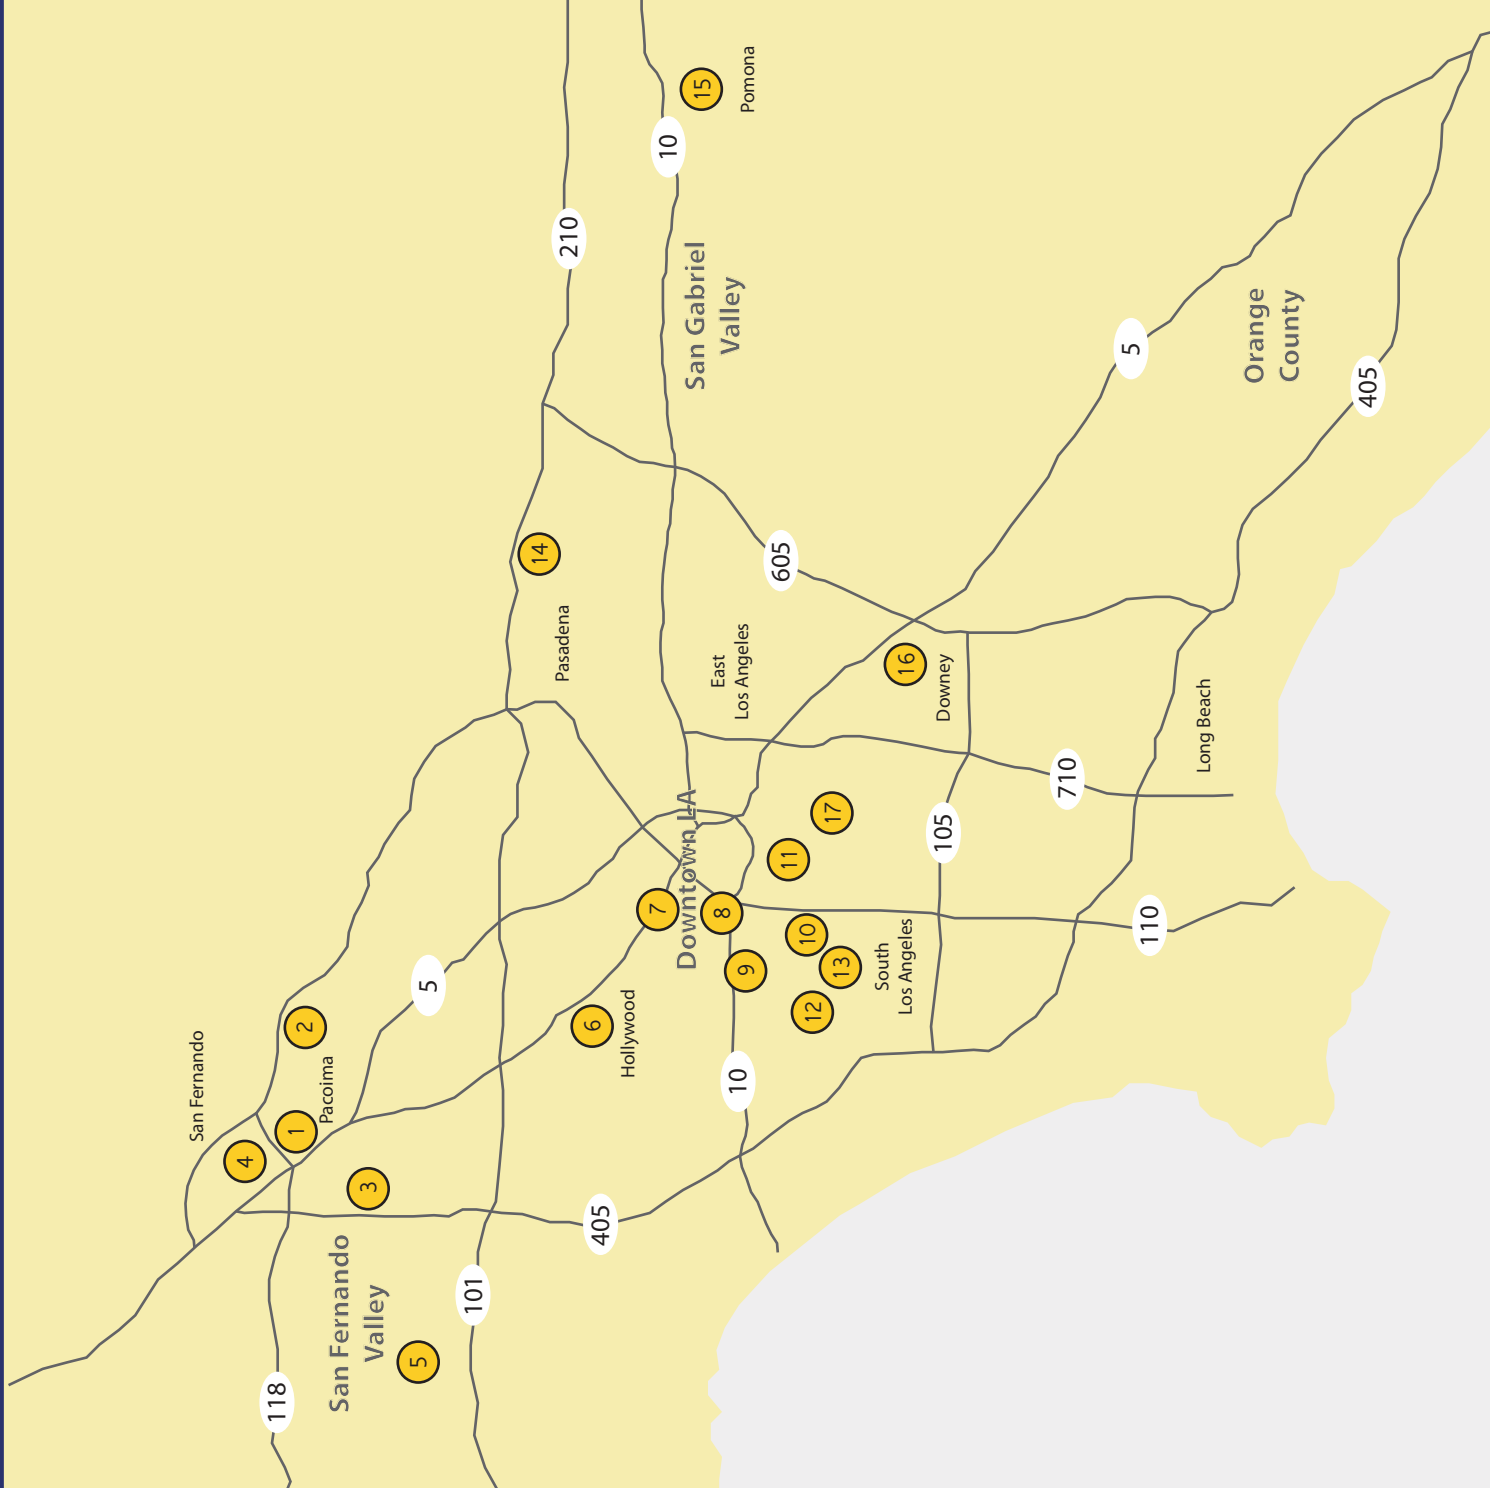 San Fernando
4
1
2
Pacoima
3
San Fernando
Valley
5
118
101
405
5
6
Hollywood
7
Downtown LA
8
9
10
10
11
12
13
17
South
Los Angeles
14
Pasadena
210
10
15
Pomona
San Gabriel
Valley
605
East
Los Angeles
16
Downey
105
710
110
Long Beach
5
Orange
County
405